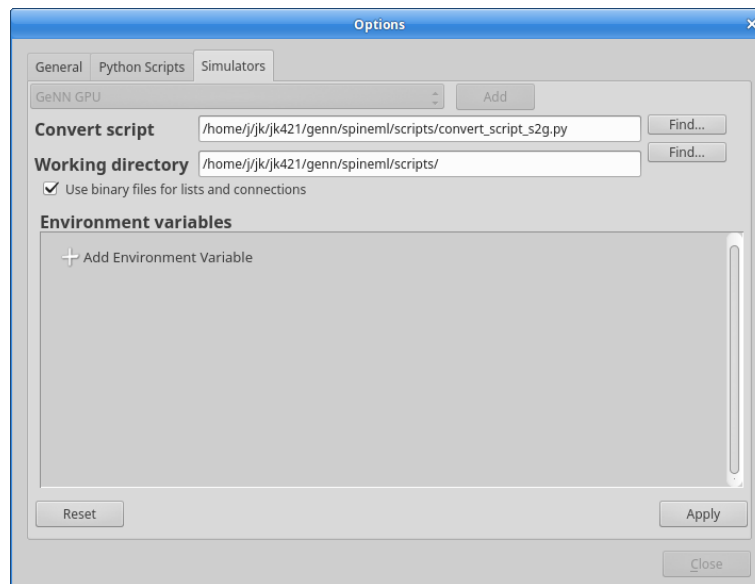 Options
General Python Scripts Simulators
GeNN GPU Add
Convert script /home/j/jk/jk421/genn/spineml/scripts/convert_script_s2g.py Find...
Working directory /home/j/jk/jk421/genn/spineml/scripts/ Find...
Use binary files for lists and connections
Environment variables
Add Environment Variable
Reset Apply
Close